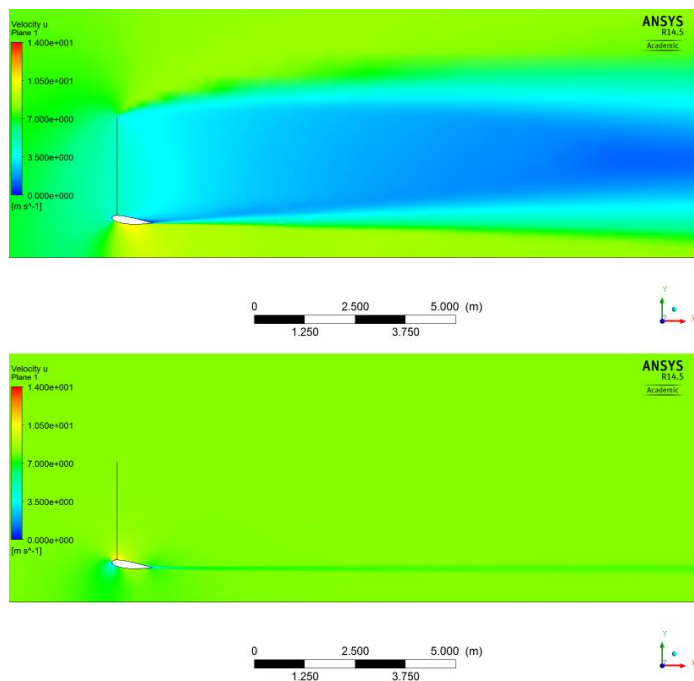 Velocity u
Plane 1
ANSYS
R14.5
Academic
1.400e+001
1.050e+001
7.000e+000
3.500e+000
0.000e+000
[m s^-1]
0 2.500 5.000 (m)
1.250 3.750
Y
Z X
Velocity u
Plane 1
ANSYS
R14.5
Academic
1.400e+001
1.050e+001
7.000e+000
3.500e+000
0.000e+000
[m s^-1]
0 2.500 5.000 (m)
1.250 3.750
Y
Z X